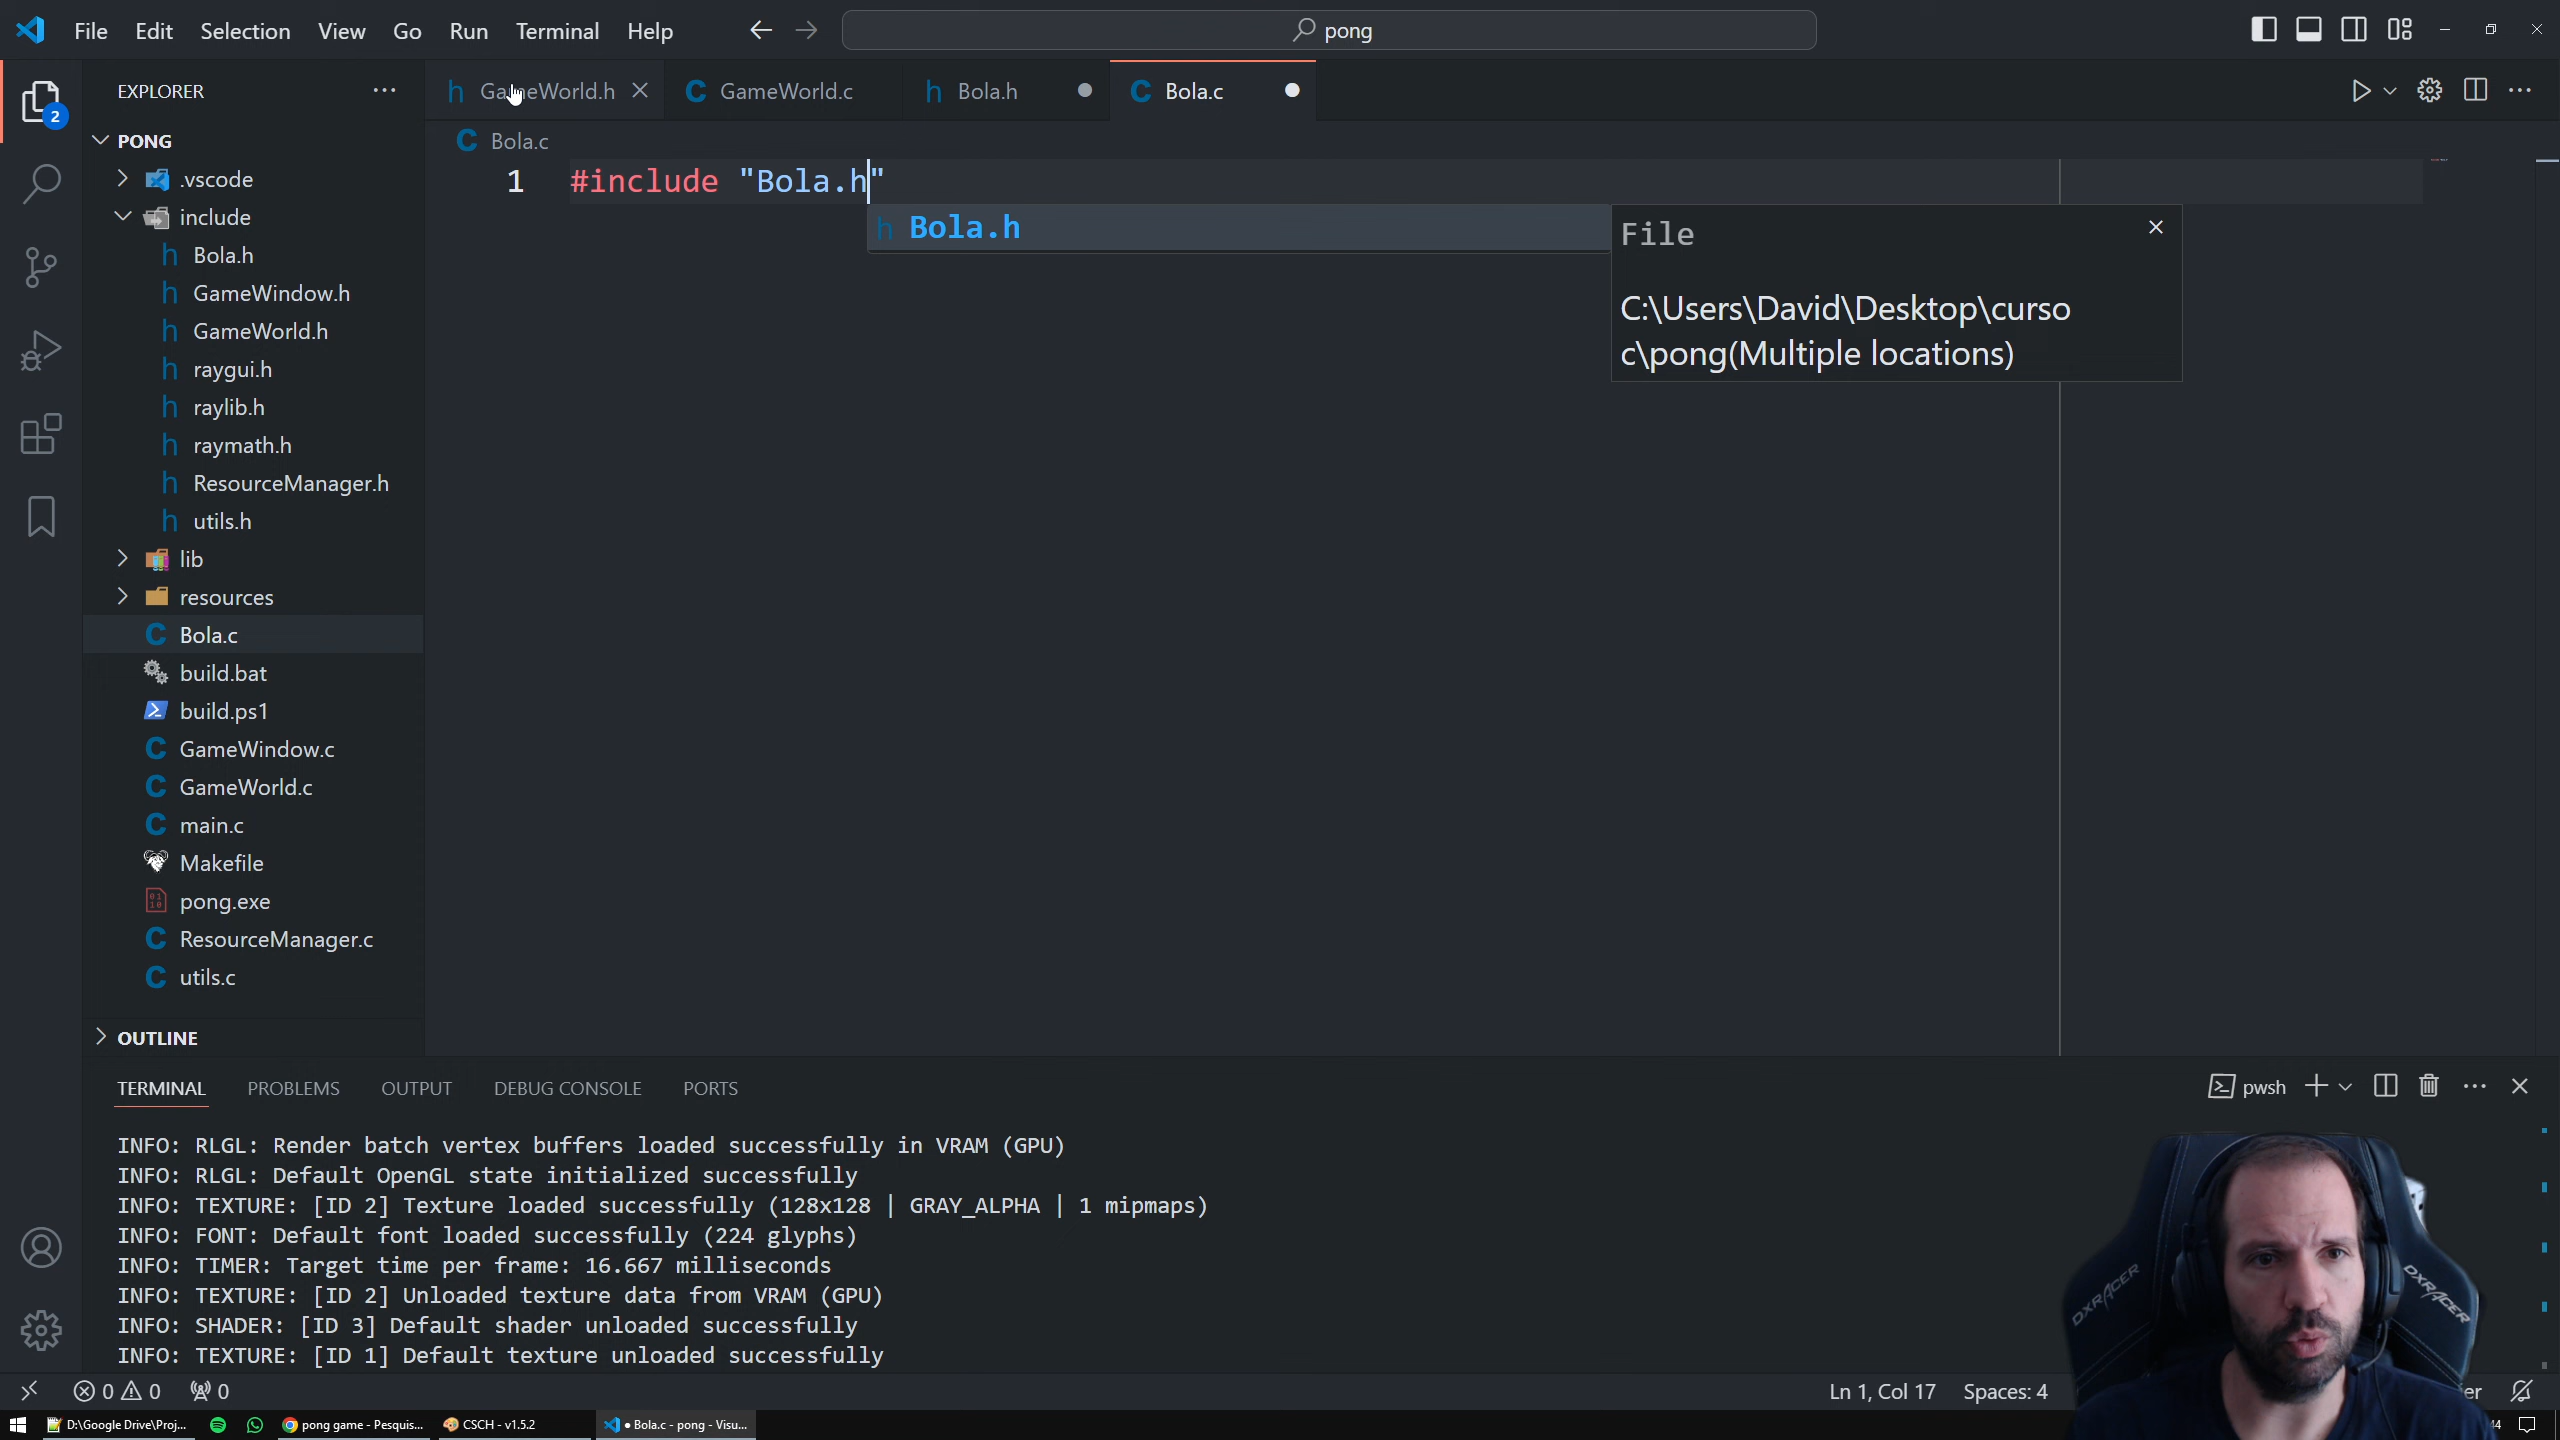 File Edit Selection View Go Run Terminal Help
pong
EXPLORER
2
GameWorld.h
GameWorld.c
Bola.h
Bola.c
PONG
Bola.c
.vscode
include
Bola.h
GameWindow.h
GameWorld.h
raygui.h
raylib.h
raymath.h
ResourceManager.h
utils.h
lib
resources
Bola.c
build.bat
build.ps1
GameWindow.c
GameWorld.c
main.c
Makefile
pong.exe
ResourceManager.c
utils.c
OUTLINE
1 #include "Bola.h"
Bola.h
File
C:\Users\David\Desktop\curso
c\pong(Multiple locations)
TERMINAL PROBLEMS OUTPUT DEBUG CONSOLE PORTS
pwsh
INFO: RLGL: Render batch vertex buffers loaded successfully in VRAM (GPU)
INFO: RLGL: Default OpenGL state initialized successfully
INFO: TEXTURE: [ID 2] Texture loaded successfully (128x128 | GRAY_ALPHA | 1 mipmaps)
INFO: FONT: Default font loaded successfully (224 glyphs)
INFO: TIMER: Target time per frame: 16.667 milliseconds
INFO: TEXTURE: [ID 2] Unloaded texture data from VRAM (GPU)
INFO: SHADER: [ID 3] Default shader unloaded successfully
INFO: TEXTURE: [ID 1] Default texture unloaded successfully
DXRACER
DXRACER
0 0 0
Ln 1, Col 17 Spaces: 4
er
D:\Google Drive\Proj... pong game - Pesquis... CSCH - v1.5.2 ● Bola.c - pong - Visu...
44